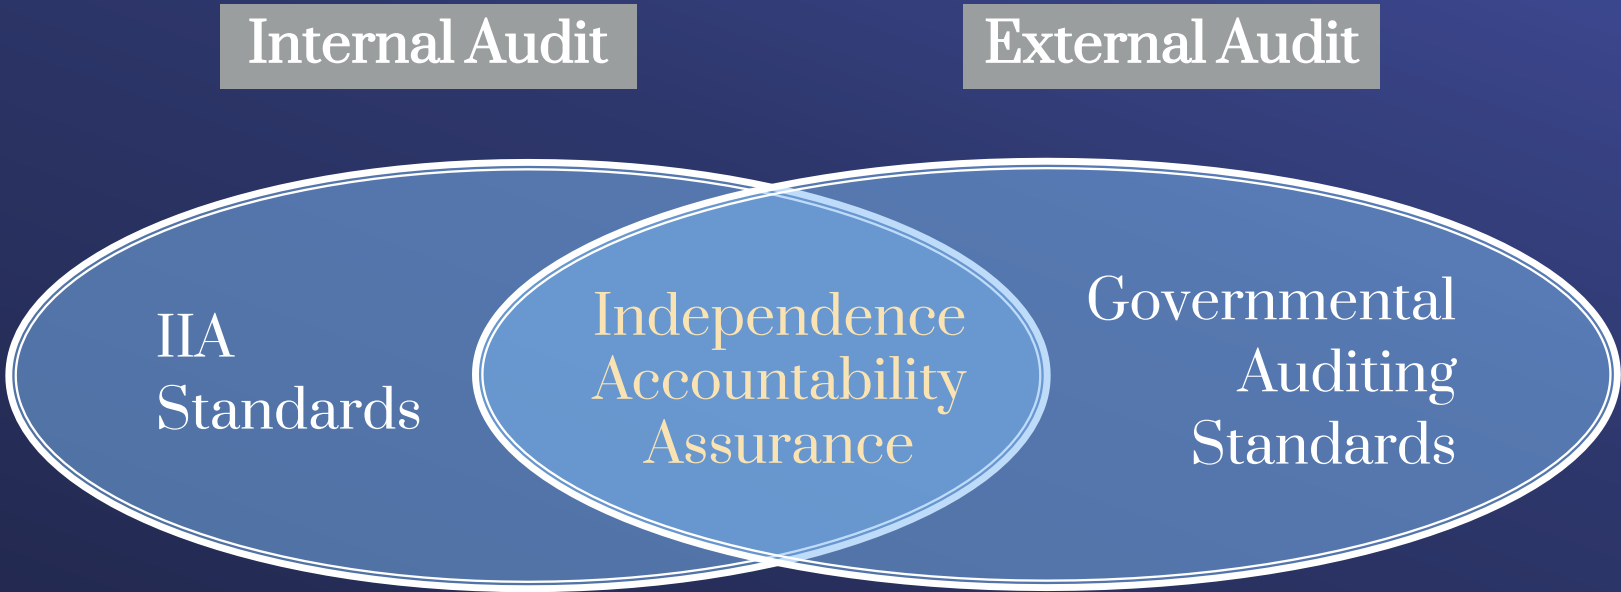 Internal Audit
External Audit
IIA
Standards
Independence
Accountability
Assurance
Governmental
Auditing
Standards